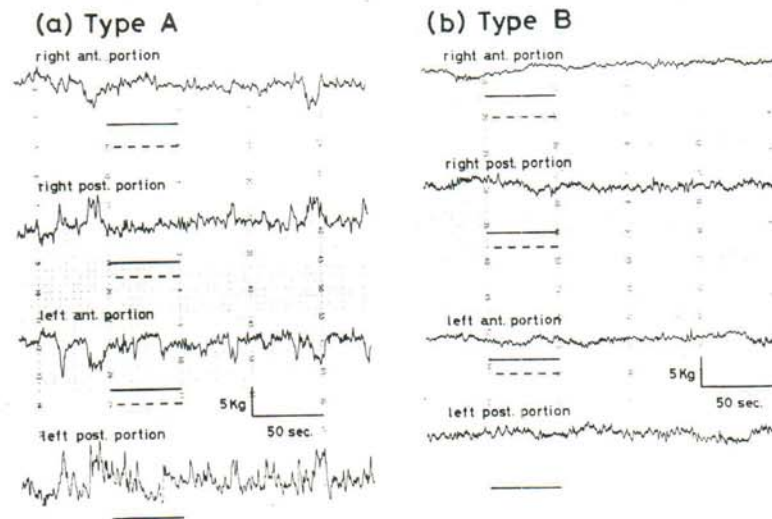 (a) Type A
right ant. portion
right post. portion
left ant. portion
5Kg
50 sec.
left post. portion
(b) Type B
right ant. portion
right post. portion
left ant. portion
5Kg
50 sec.
left post. portion